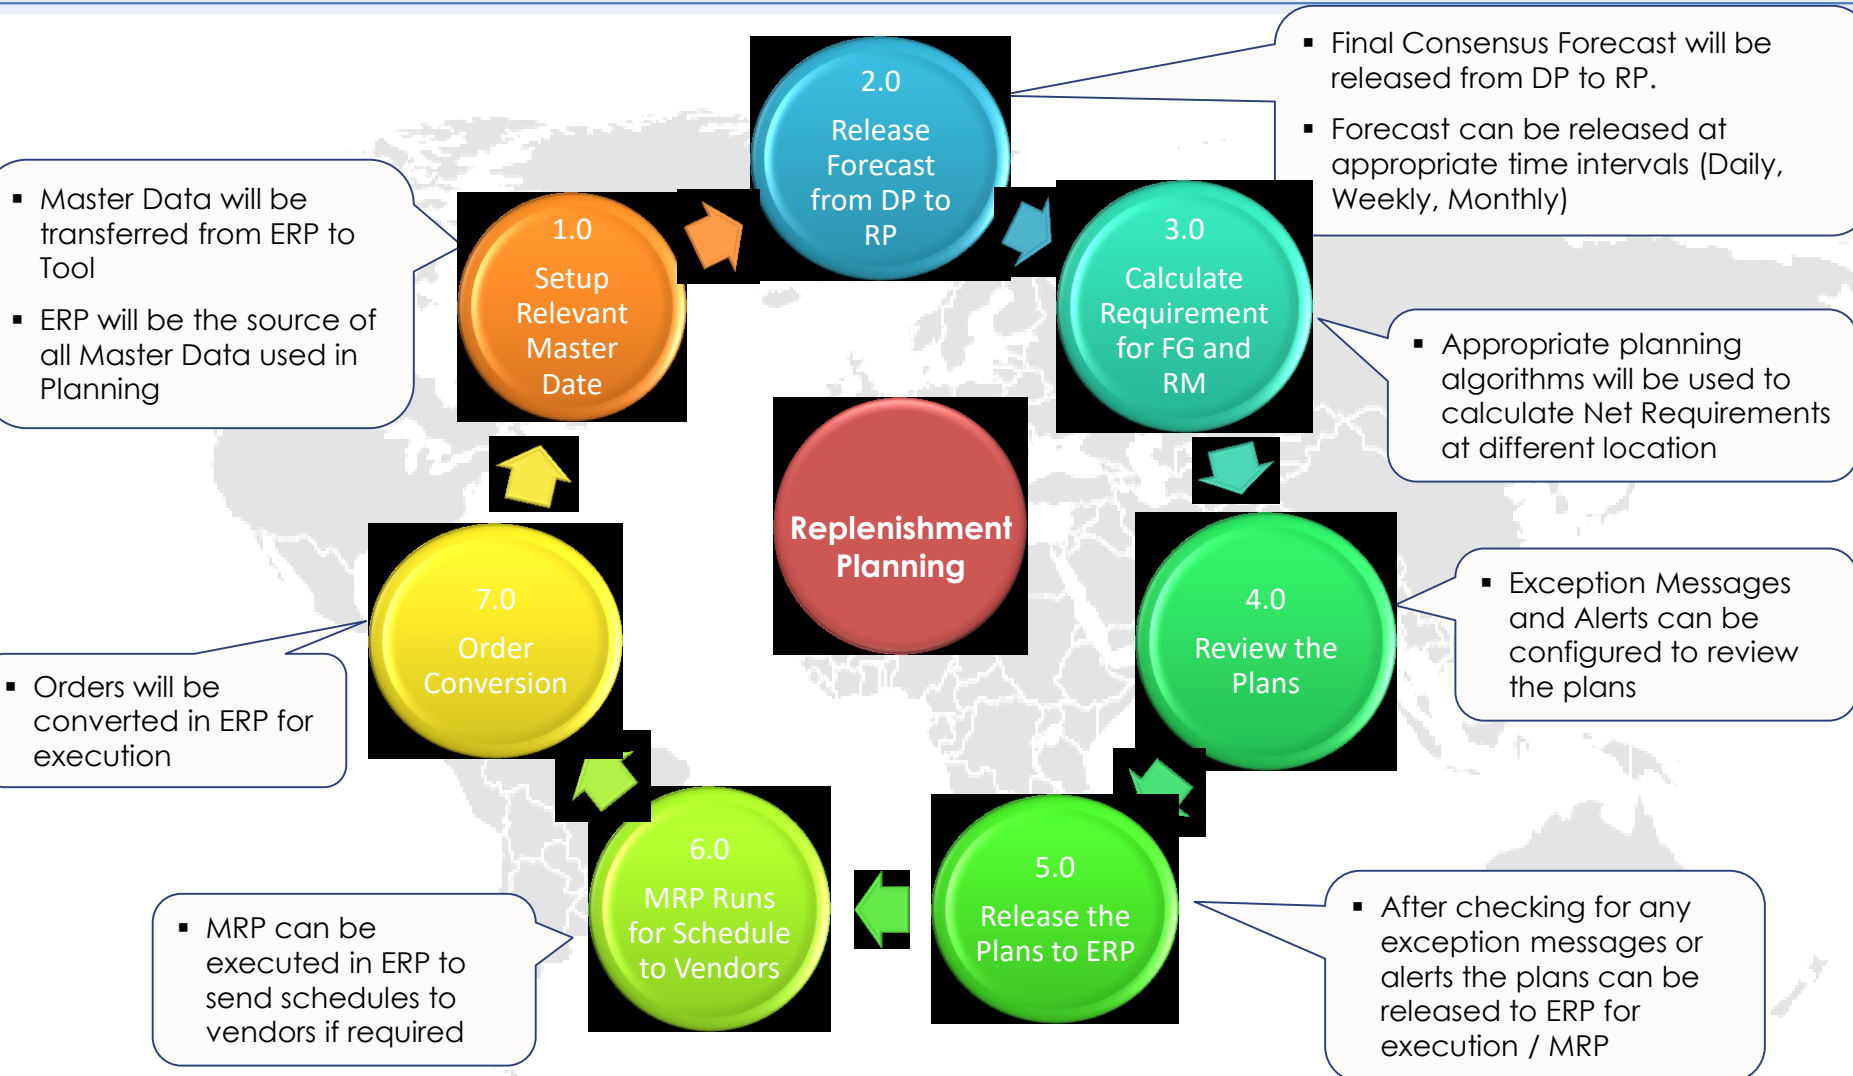 ▪ Final Consensus Forecast will be
released from DP to RP.
▪ Forecast can be released at
appropriate time intervals (Daily,
Weekly, Monthly)
2.0
Release
Forecast
from DP to
RP
▪ Master Data will be
transferred from ERP to
Tool
▪ ERP will be the source of
all Master Data used in
Planning
1.0
Setup
Relevant
Master
Date
3.0
Calculate
Requirement
for FG and
RM
▪ Appropriate planning
algorithms will be used to
calculate Net Requirements
at different location
Replenishment
Planning
7.0
Order
Conversion
4.0
Review the
Plans
▪ Exception Messages
and Alerts can be
configured to review
the plans
▪ Orders will be
converted in ERP for
execution
6.0
MRP Runs
for Schedule
to Vendors
5.0
Release the
Plans to ERP
▪ MRP can be
executed in ERP to
send schedules to
vendors if required
▪ After checking for any
exception messages or
alerts the plans can be
released to ERP for
execution / MRP